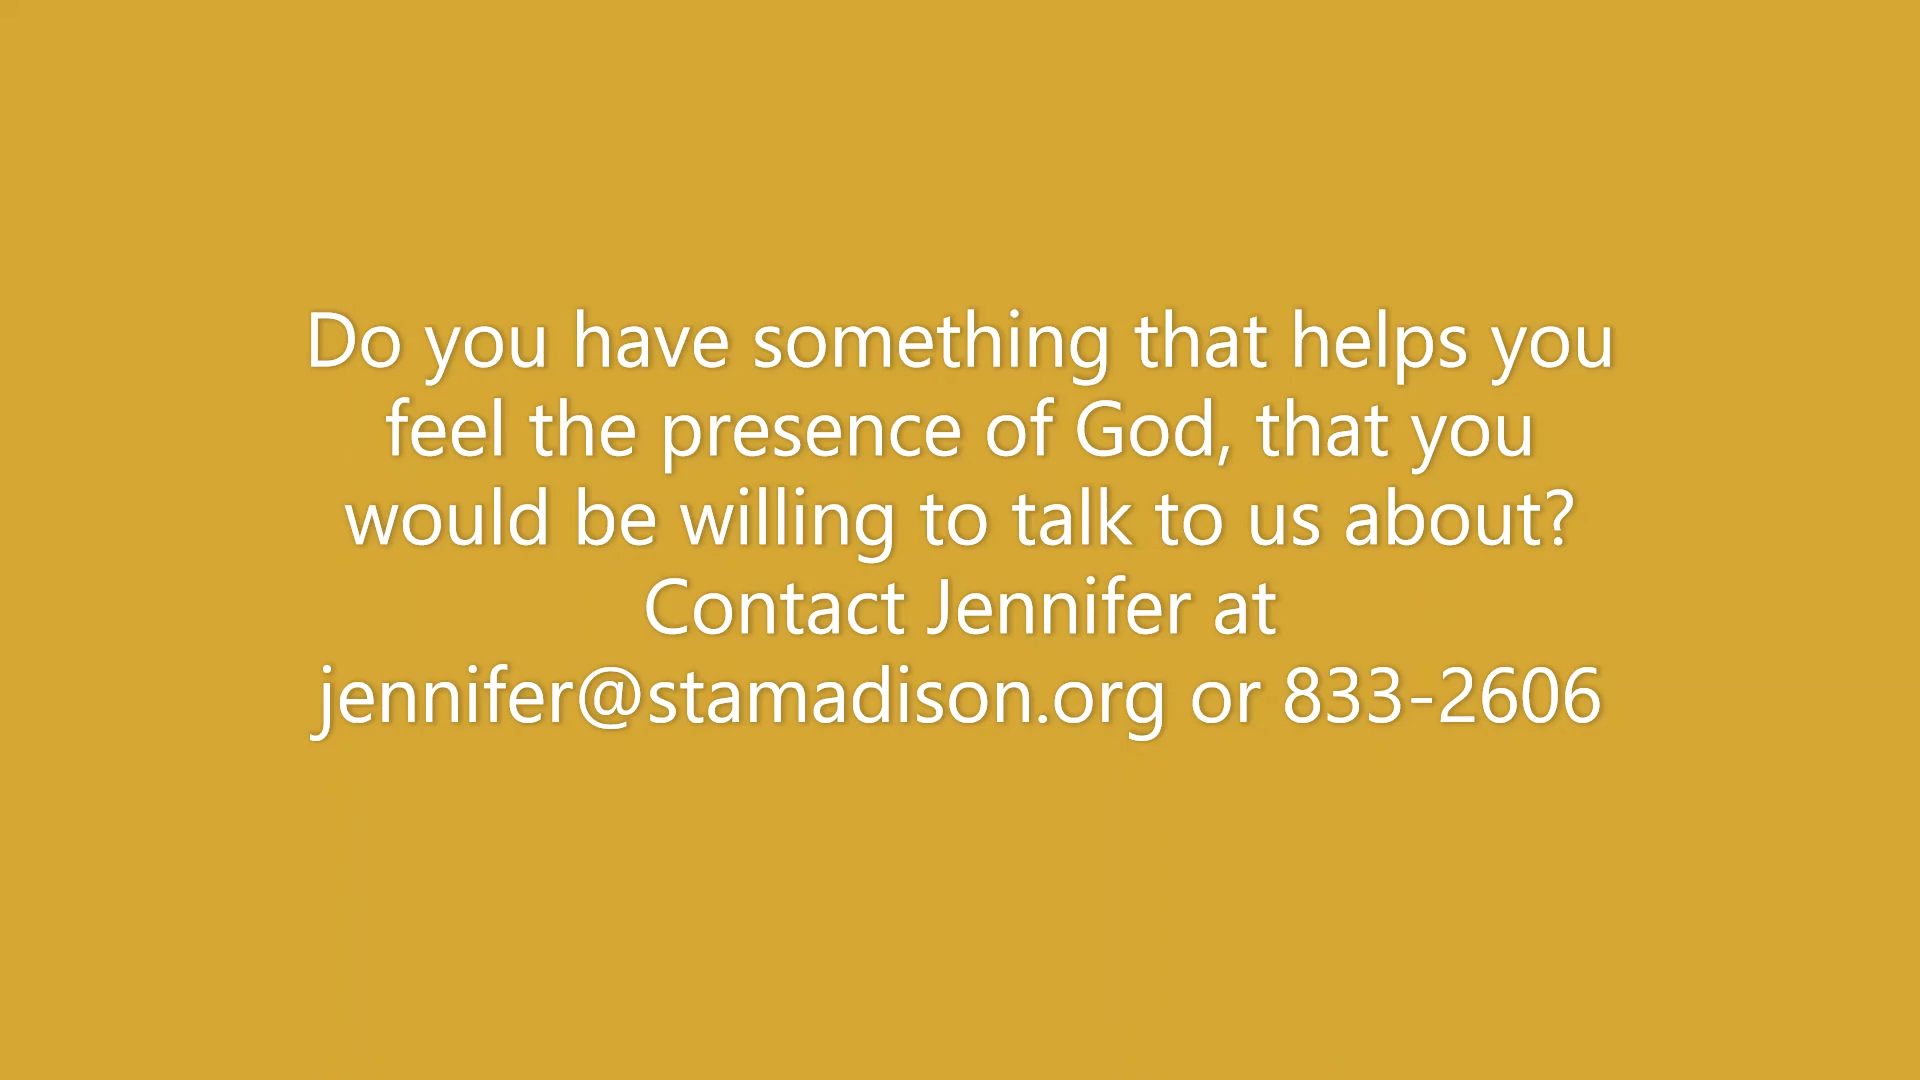 Do you have something that helps you
feel the presence of God, that you
would be willing to talk to us about?
Contact Jennifer at
jennifer@stamadison.org or 833-2606